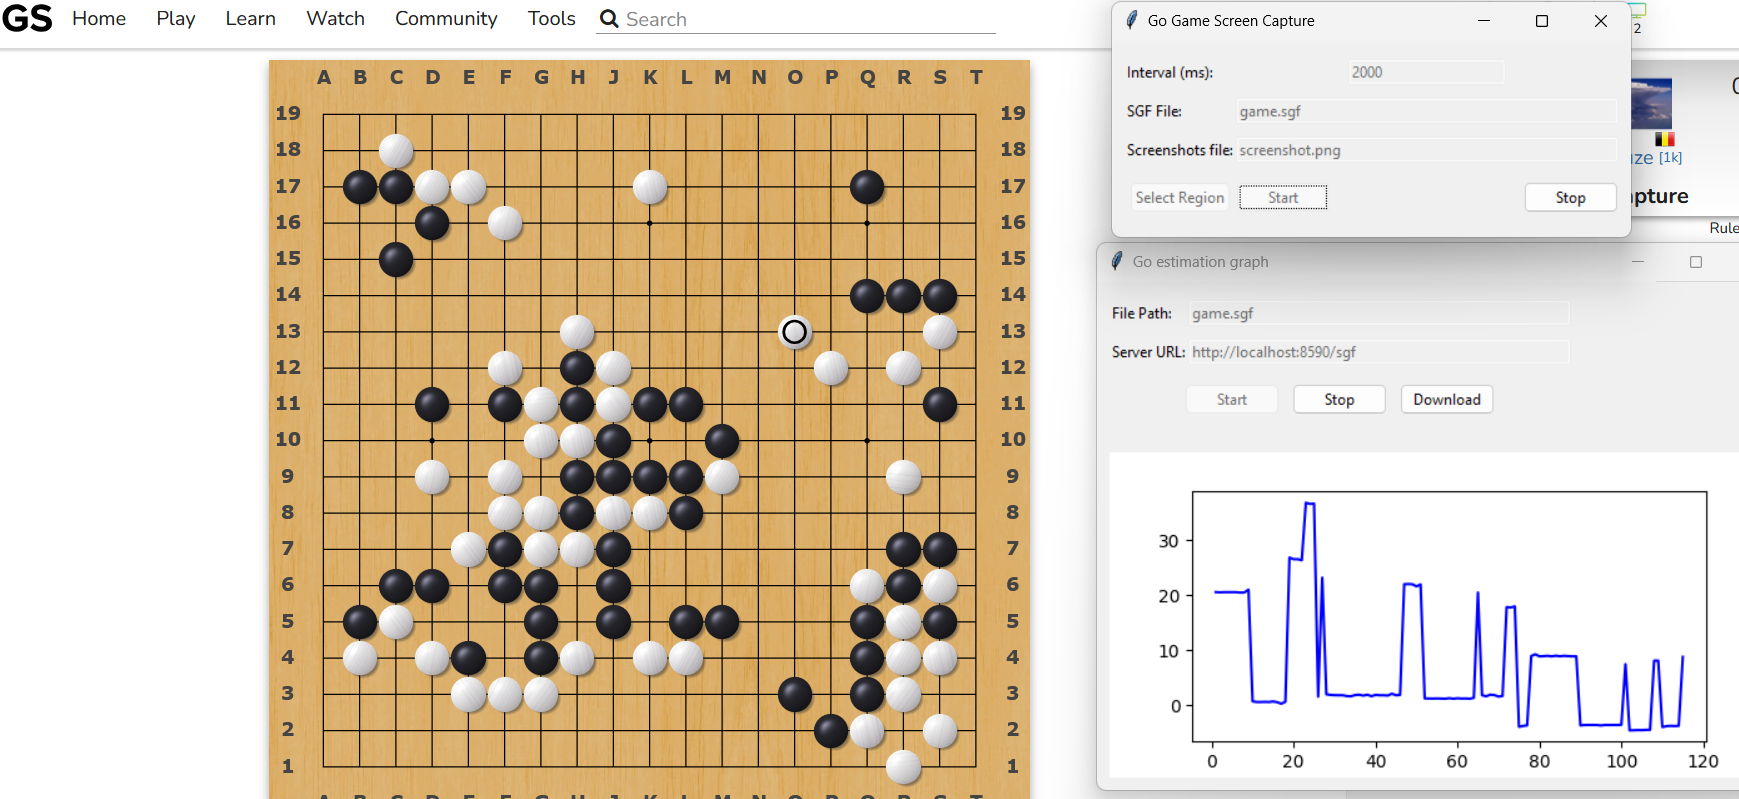 GS Home Play Learn Watch Community Tools Search
A B C D E F G H J K L M N O P Q R S T
19 19
18 18
17 17
16 16
15 15
14 14
13 13
12 12
11 11
10 10
9 9
8 8
7 7
6 6
5 5
4 4
3 3
2 2
1 1
Go Game Screen Capture
2
Interval (ms): 2000
SGF File: game.sgf
Screenshots file: screenshot.png
Select Region Start Stop
ze [1k]
pture
Rule
Go estimation graph
File Path: game.sgf
Server URL: http://localhost:8590/sgf
Start Stop Download
30
20
10
0
0 20 40 60 80 100 120